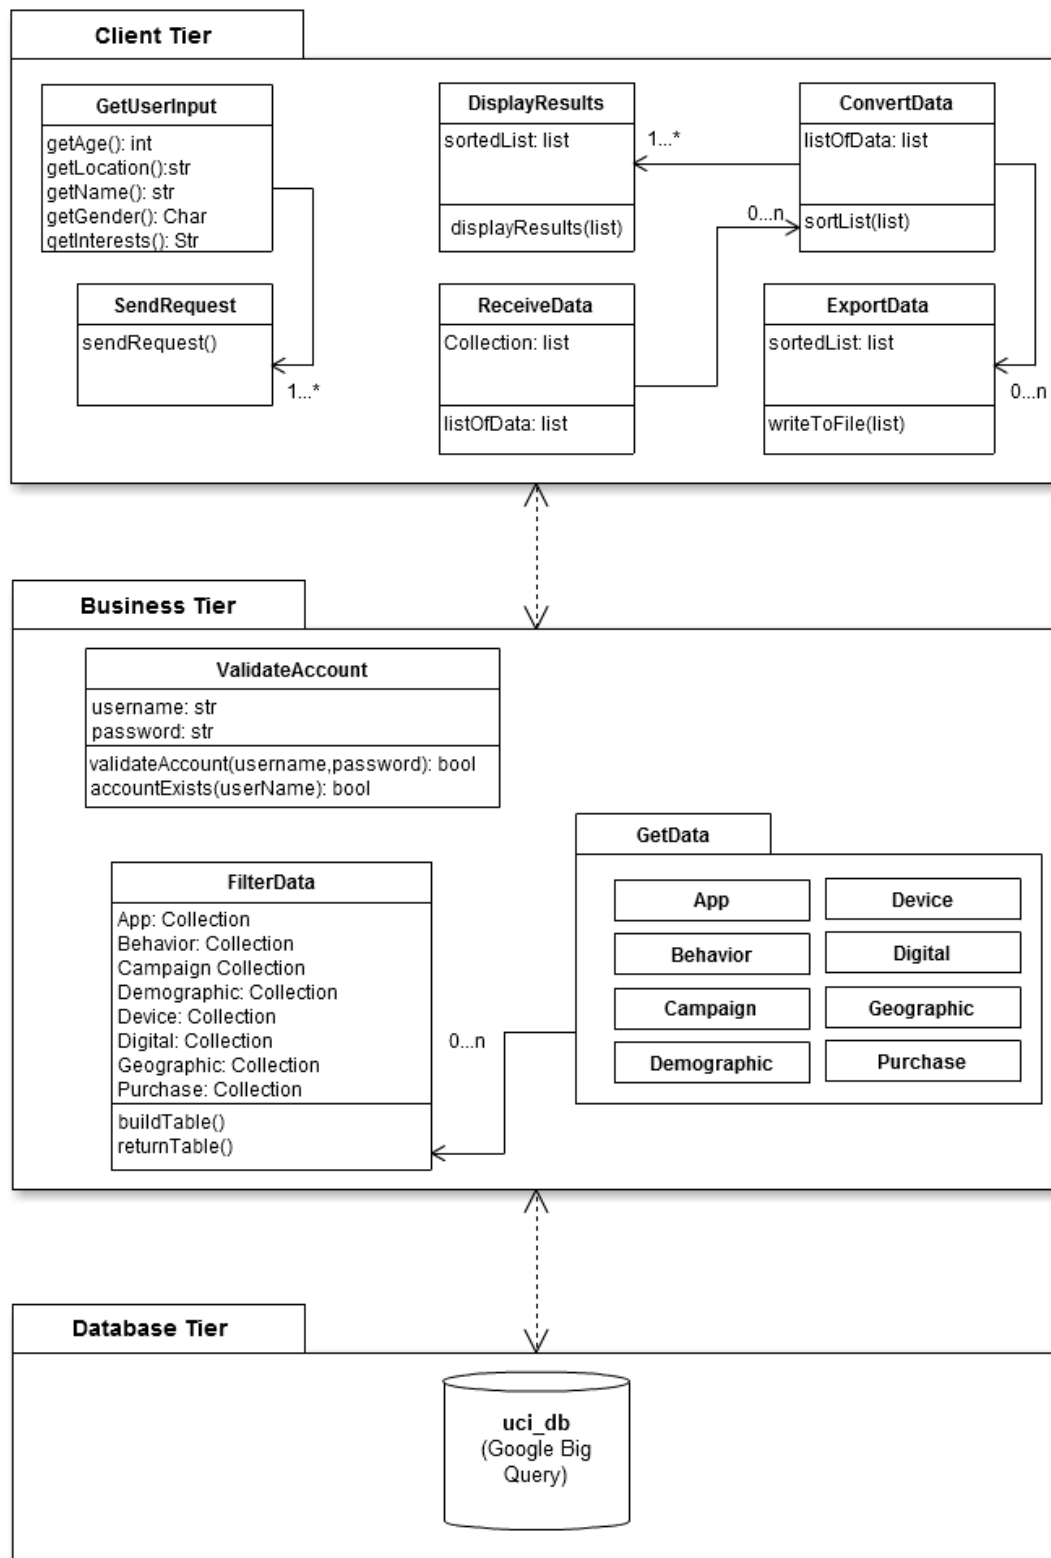 Client Tier
GetUserInput
getAge(): int
getLocation():str
getName(): str
getGender(): Char
getInterests(): Str
SendRequest
sendRequest()
1...*
DisplayResults
sortedList: list
displayResults(list)
1...*
ConvertData
listOfData: list
sortList(list)
0...n
ReceiveData
Collection: list
listOfData: list
ExportData
sortedList: list
writeToFile(list)
0...n
Business Tier
ValidateAccount
username: str
password: str
validateAccount(username,password): bool
accountExists(userName): bool
FilterData
App: Collection
Behavior: Collection
Campaign Collection
Demographic: Collection
Device: Collection
Digital: Collection
Geographic: Collection
Purchase: Collection
buildTable()
returnTable()
0...n
GetData
App
Device
Behavior
Digital
Campaign
Geographic
Demographic
Purchase
Database Tier
uci_db
(Google Big
Query)